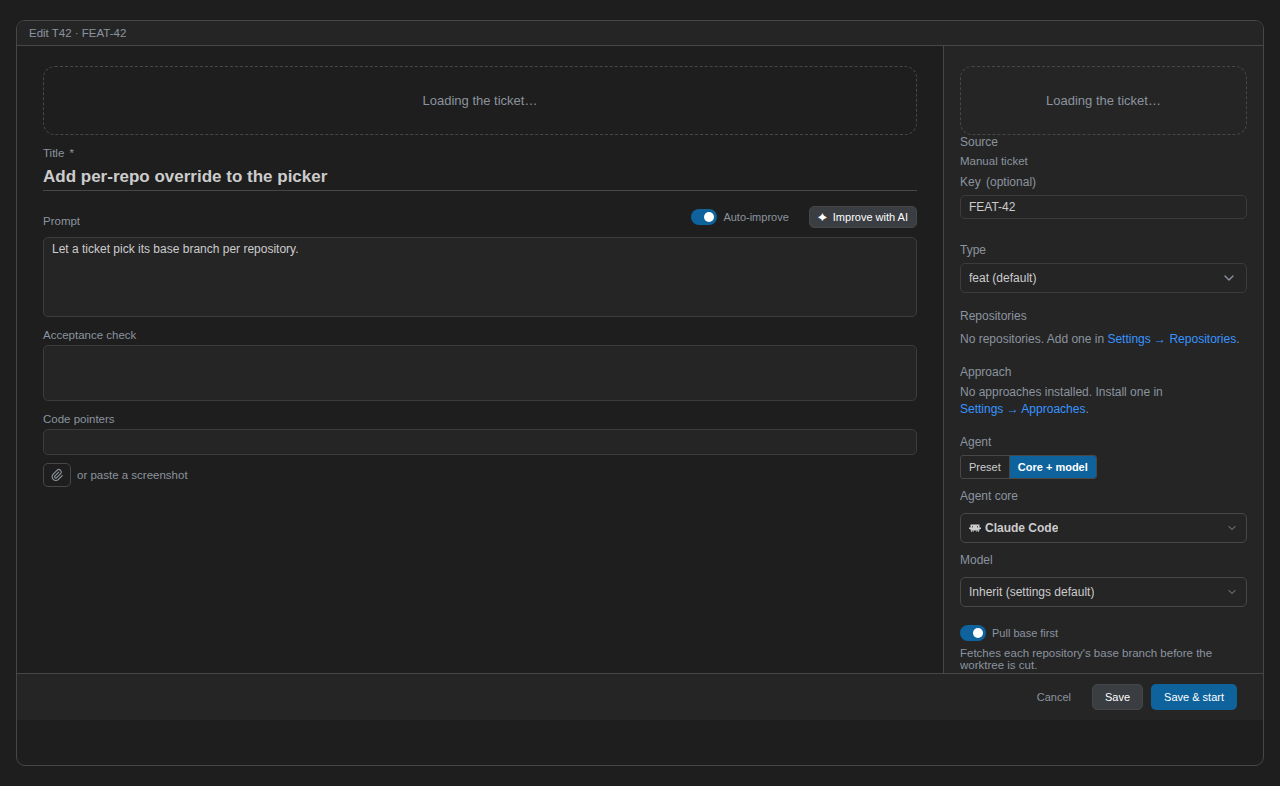 Edit T42 · FEAT-42
Loading the ticket…
Title *
Add per-repo override to the picker
Prompt
Auto-improve
Improve with AI
Let a ticket pick its base branch per repository.
Acceptance check
Code pointers
or paste a screenshot
Loading the ticket…
Source
Manual ticket
Key (optional)
FEAT-42
Type
feat (default)
Repositories
No repositories. Add one in Settings → Repositories.
Approach
No approaches installed. Install one in
Settings → Approaches.
Agent
Preset
Core + model
Agent core
Claude Code
Model
Inherit (settings default)
Pull base first
Fetches each repository's base branch before the
worktree is cut.
Cancel
Save
Save & start